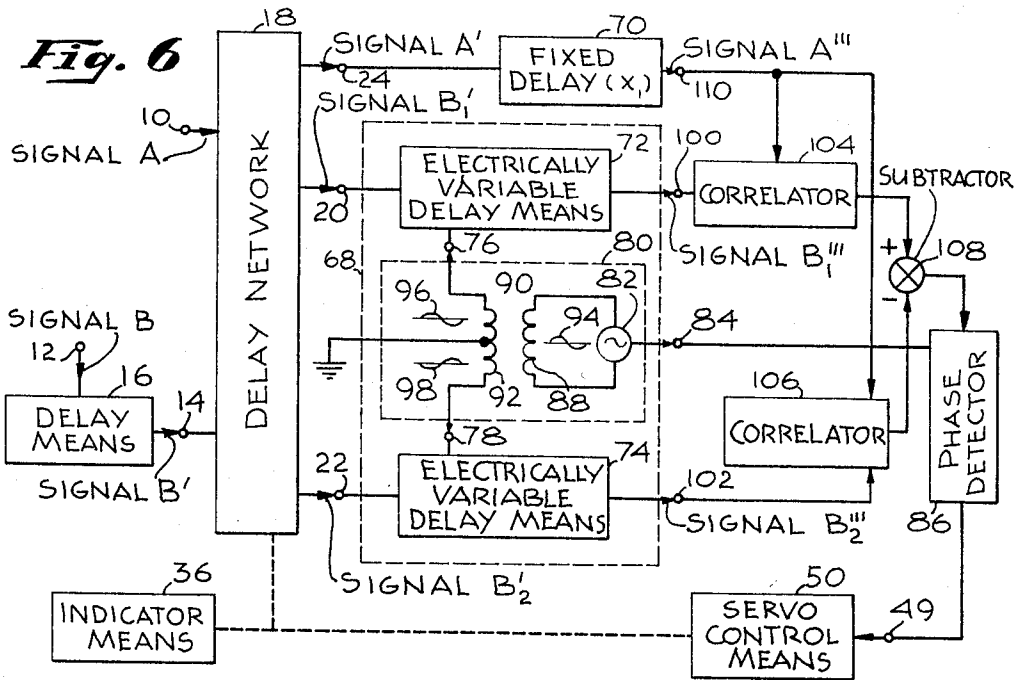 Fig. 6
18
DELAY NETWORK
10
SIGNAL A
SIGNAL B
12
16
DELAY
MEANS
14
SIGNAL B'
SIGNAL A'
24
70
FIXED
DELAY (X₁)
SIGNAL A'''
110
SIGNAL B₁'
20
72
ELECTRICALLY
VARIABLE
DELAY MEANS
100
SIGNAL B₁'''
104
CORRELATOR
SUBTRACTOR
+
-
108
68
76
80
82
96
90
94
84
98
92
88
78
106
CORRELATOR
PHASE
DETECTOR
86
22
SIGNAL B₂'
74
ELECTRICALLY
VARIABLE
DELAY MEANS
102
SIGNAL B₂'''
36
INDICATOR
MEANS
50
SERVO
CONTROL
MEANS
49